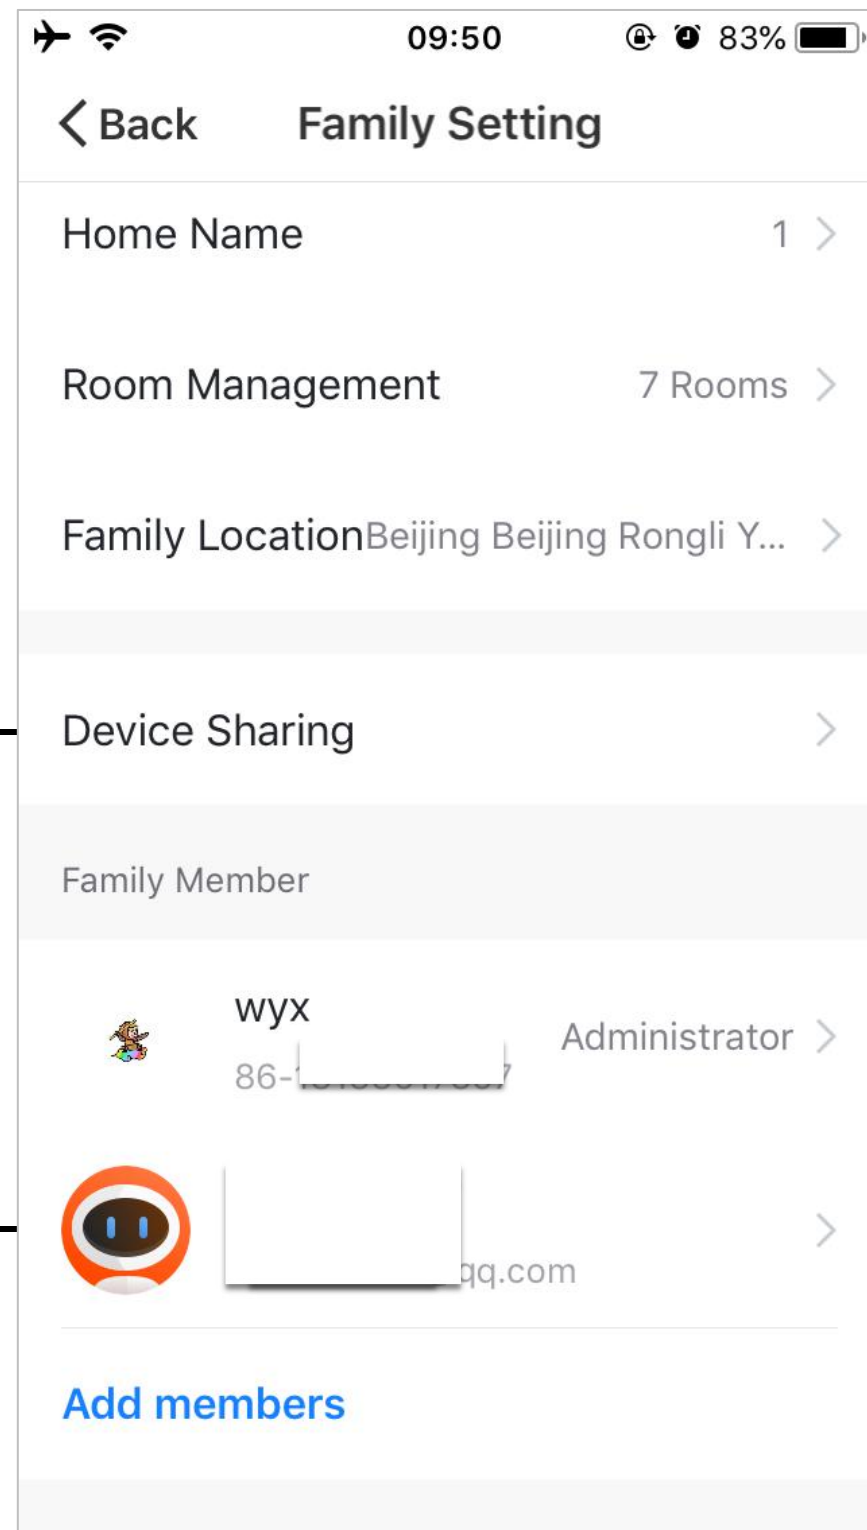 09:50 83%
Back Family Setting
Home Name 1
Room Management 7 Rooms
Family Location Beijing Beijing Rongli Y...
Device Sharing
Family Member
wyx
Administrator
86-
qq.com
Add members